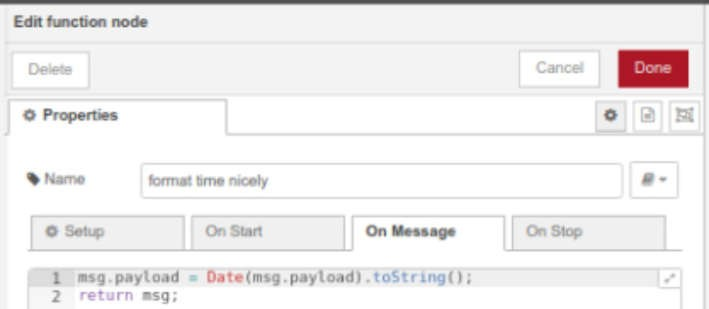 Edit function node
Delete Cancel Done
Properties
Name format time nicely
Setup On Start On Message On Stop
1 msg.payload = Date(msg.payload).toString();
2 return msg;